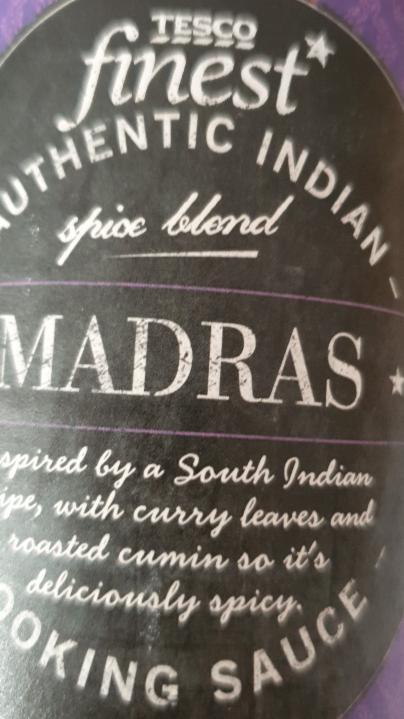 TESCO
finest*
AUTHENTIC INDIAN -
spice blend
MADRAS
spired by a South Indian
ipe, with curry leaves and
roasted cumin so it's
deliciously spicy.
OOKING SAUCE -